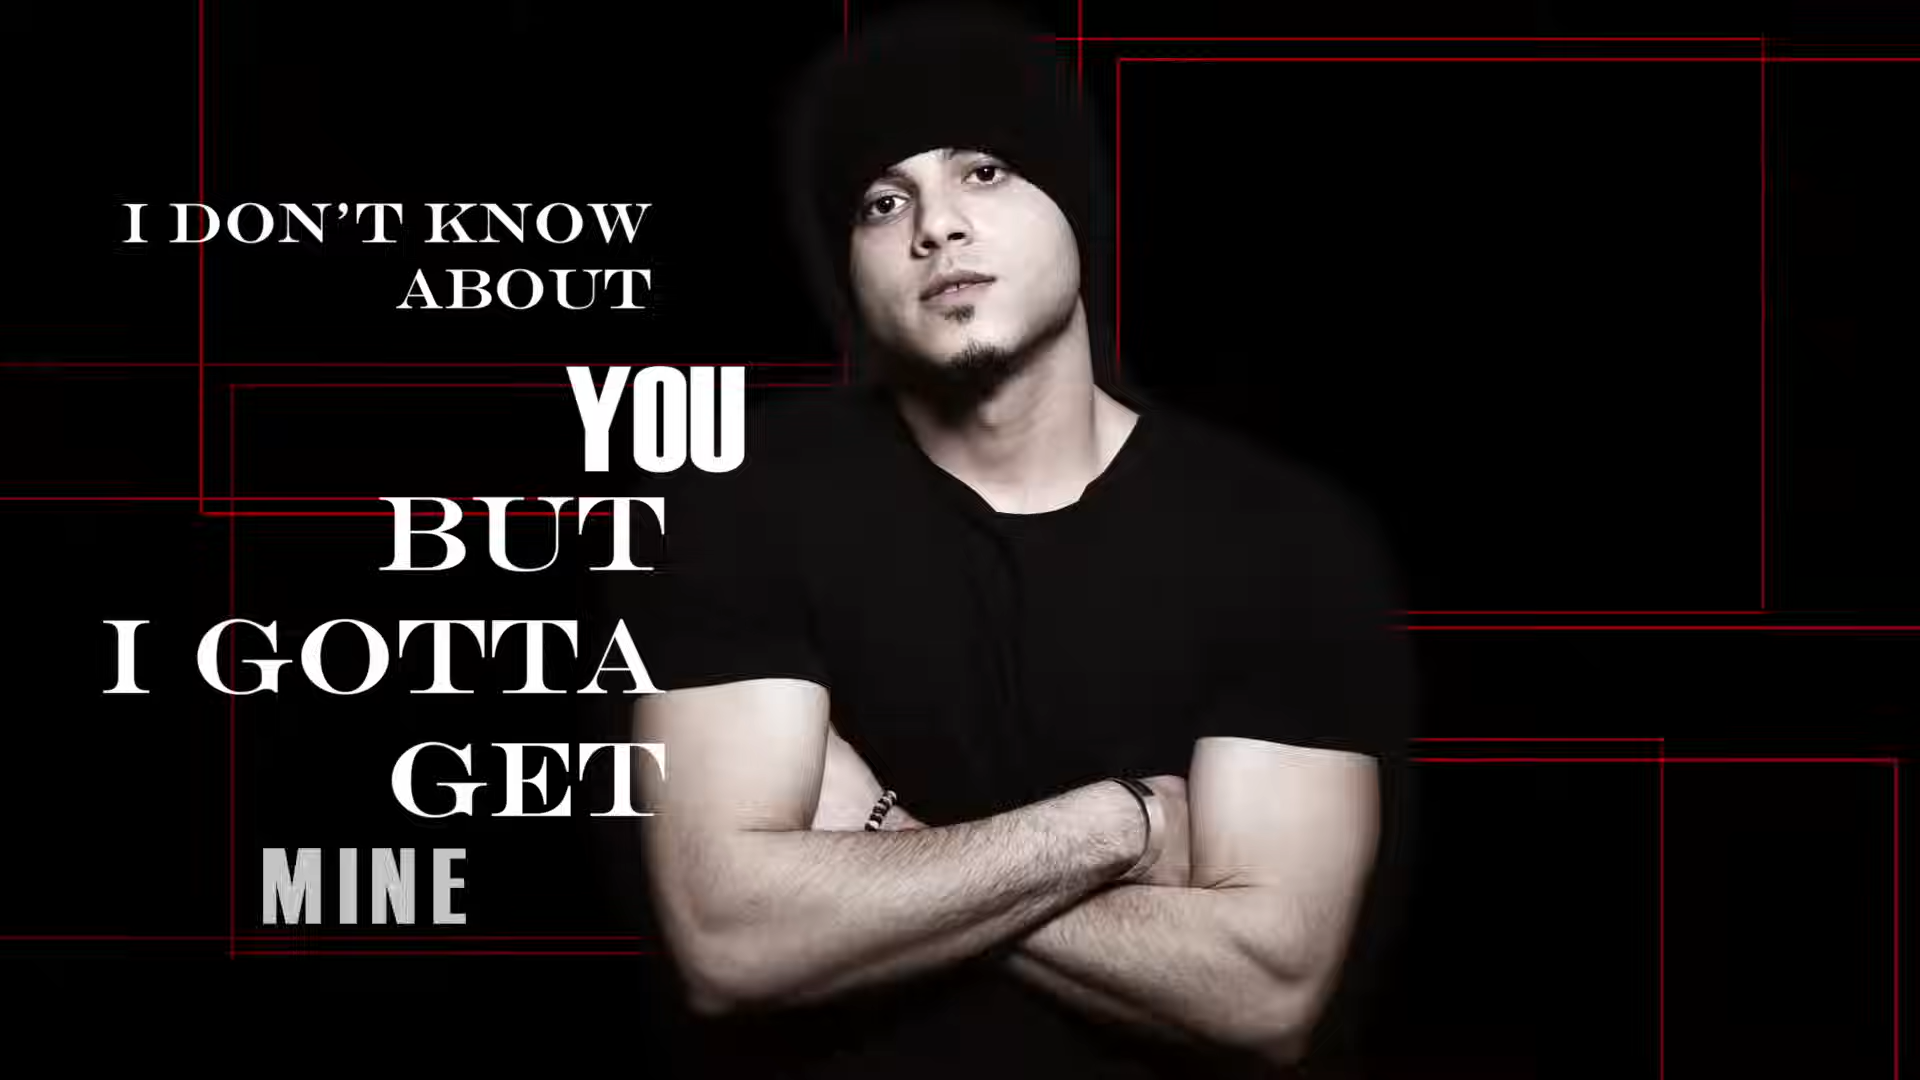 I DON'T KNOW
ABOUT
YOU
BUT
I GOTTA
GET
MINE